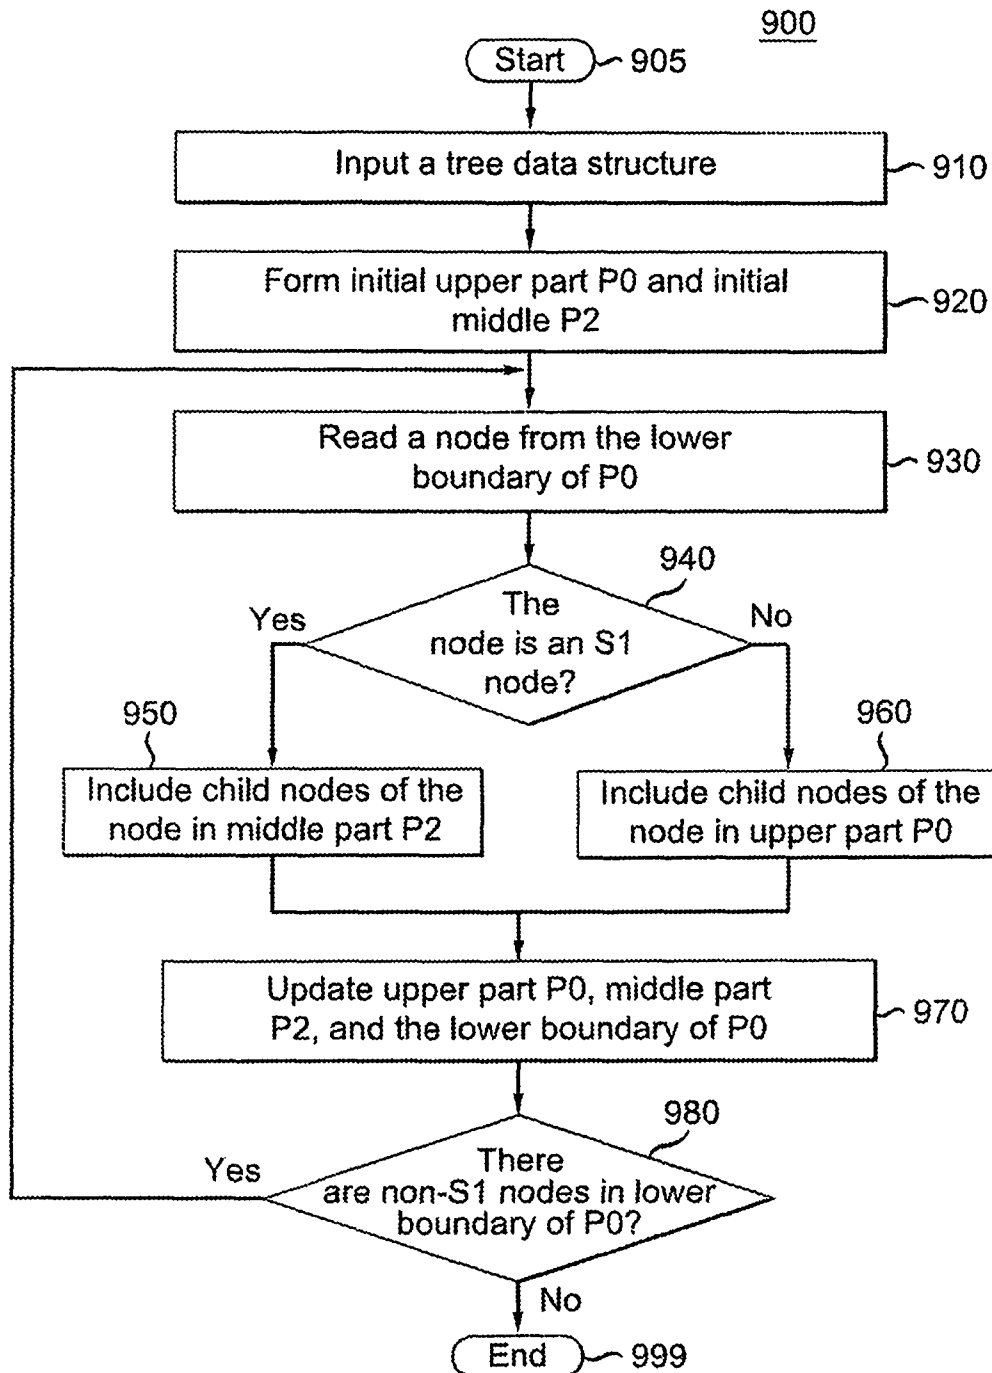 900
Start
905
Input a tree data structure
910
Form initial upper part P0 and initial
middle P2
920
Read a node from the lower
boundary of P0
930
940
The
node is an S1
node?
Yes
No
950
Include child nodes of the
node in middle part P2
960
Include child nodes of the
node in upper part P0
Update upper part P0, middle part
P2, and the lower boundary of P0
970
980
There
are non-S1 nodes in lower
boundary of P0?
Yes
No
End
999